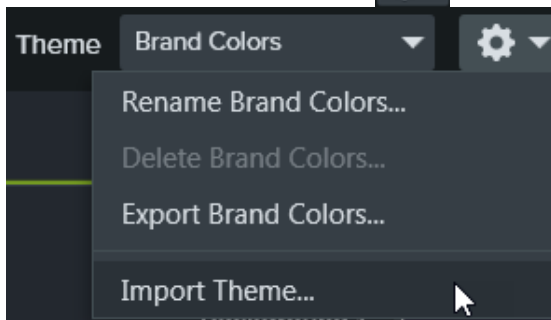 Theme Brand Colors
Rename Brand Colors...
Delete Brand Colors...
Export Brand Colors...
Import Theme...